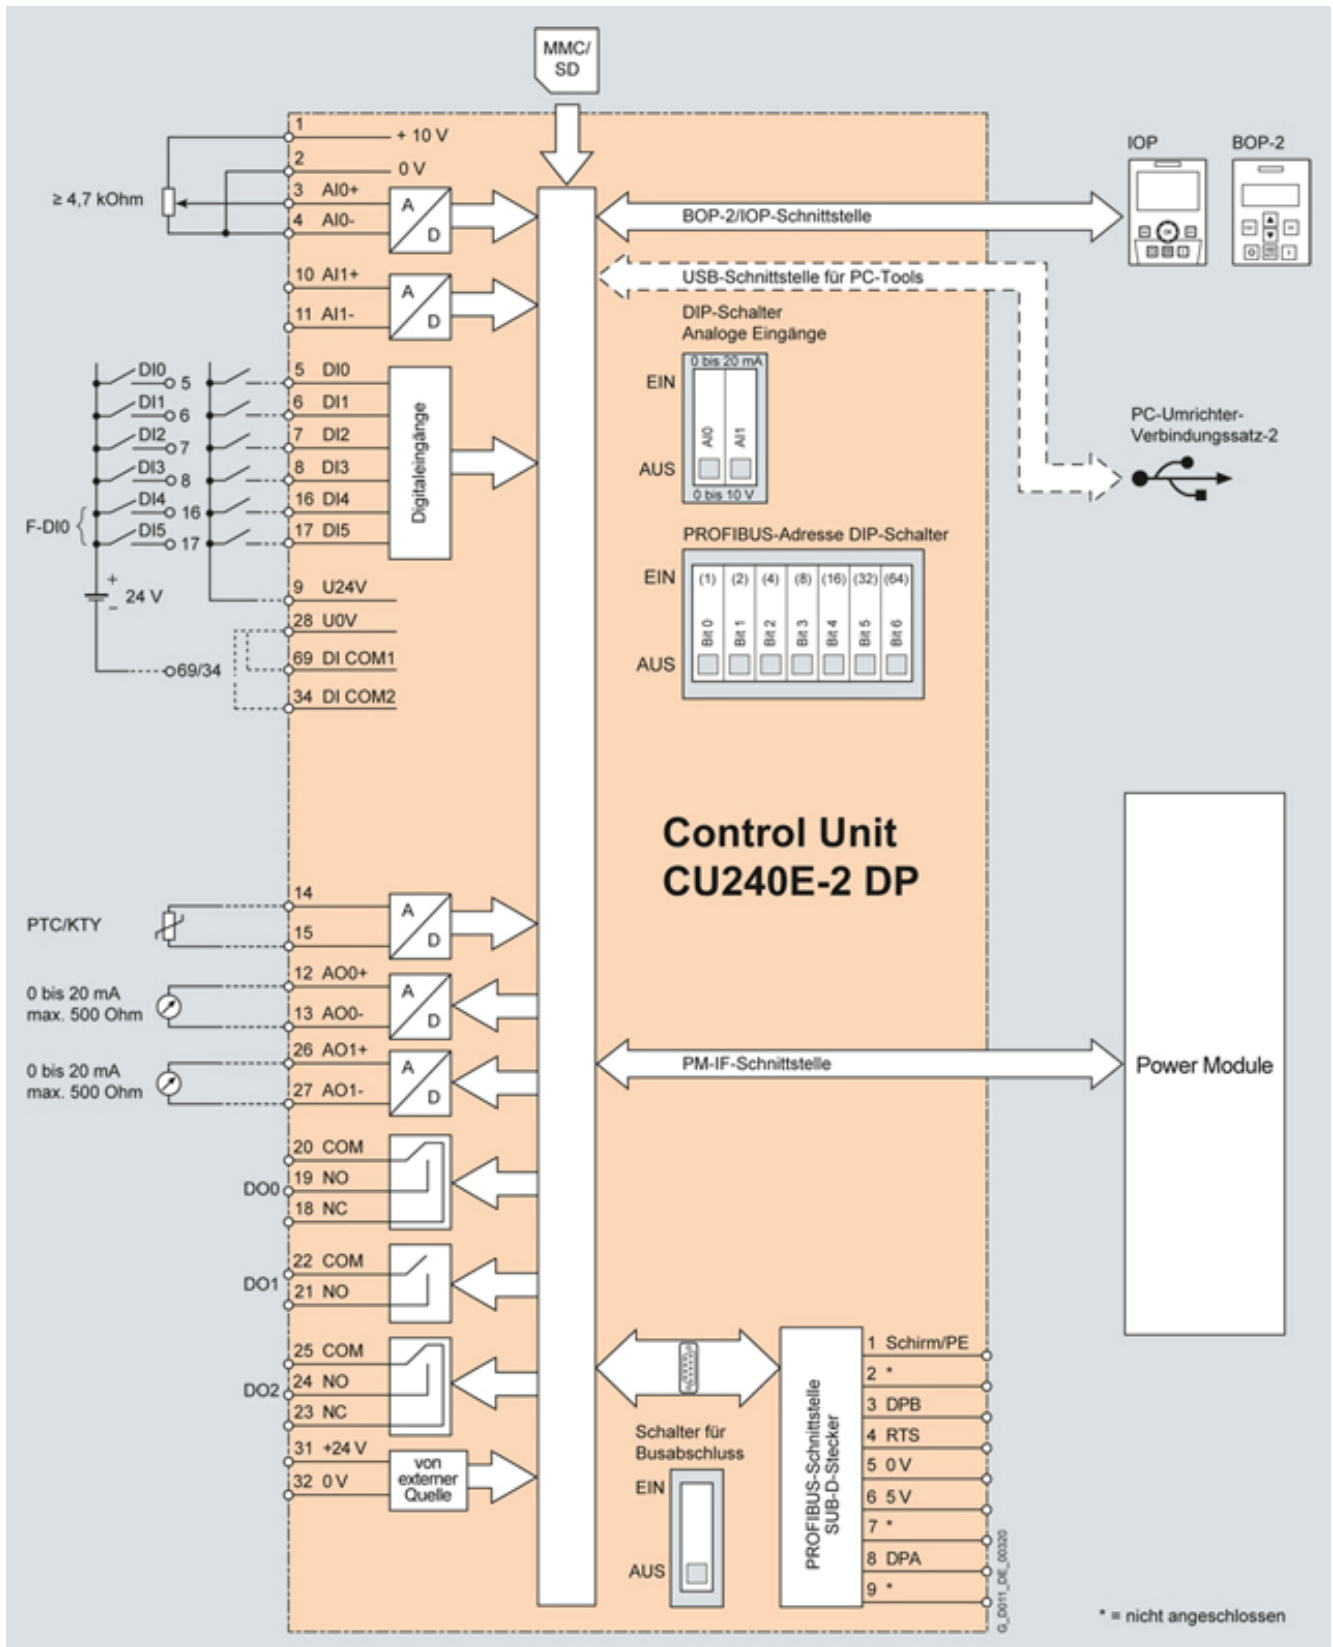 MMC/
SD
1
+ 10 V
2
0 V
≥ 4,7 kOhm
3 AI0+
4 AI0-
A
D
10 AI1+
11 AI1-
A
D
DI0
5
DI1
6
DI2
7
DI3
8
DI4
16
DI5
17
F-DI0
5 DI0
6 DI1
7 DI2
8 DI3
16 DI4
17 DI5
Digitaleingänge
+
24 V
–
9 U24V
28 U0V
69 DI COM1
34 DI COM2
69/34
BOP-2/IOP-Schnittstelle
IOP
BOP-2
USB-Schnittstelle für PC-Tools
DIP-Schalter
Analoge Eingänge
0 bis 20 mA
EIN
AI0
AI1
AUS
0 bis 10 V
PC-Umrichter-
Verbindungssatz-2
PROFIBUS-Adresse DIP-Schalter
EIN
(1) (2) (4) (8) (16) (32) (64)
Bit 0
Bit 1
Bit 2
Bit 3
Bit 4
Bit 5
Bit 6
AUS
Control Unit
CU240E-2 DP
PTC/KTY
14
15
A
D
0 bis 20 mA
max. 500 Ohm
12 AO0+
13 AO0-
A
D
0 bis 20 mA
max. 500 Ohm
26 AO1+
27 AO1-
A
D
PM-IF-Schnittstelle
Power Module
DO0
20 COM
19 NO
18 NC
DO1
22 COM
21 NO
DO2
25 COM
24 NO
23 NC
31 +24 V
32 0 V
von
externer
Quelle
Schalter für
Busabschluss
EIN
AUS
PROFIBUS-Schnittstelle
SUB-D-Stecker
1 Schirm/PE
2 *
3 DPB
4 RTS
5 0 V
6 5 V
7 *
8 DPA
9 *
G_D011_DE_00320
* = nicht angeschlossen